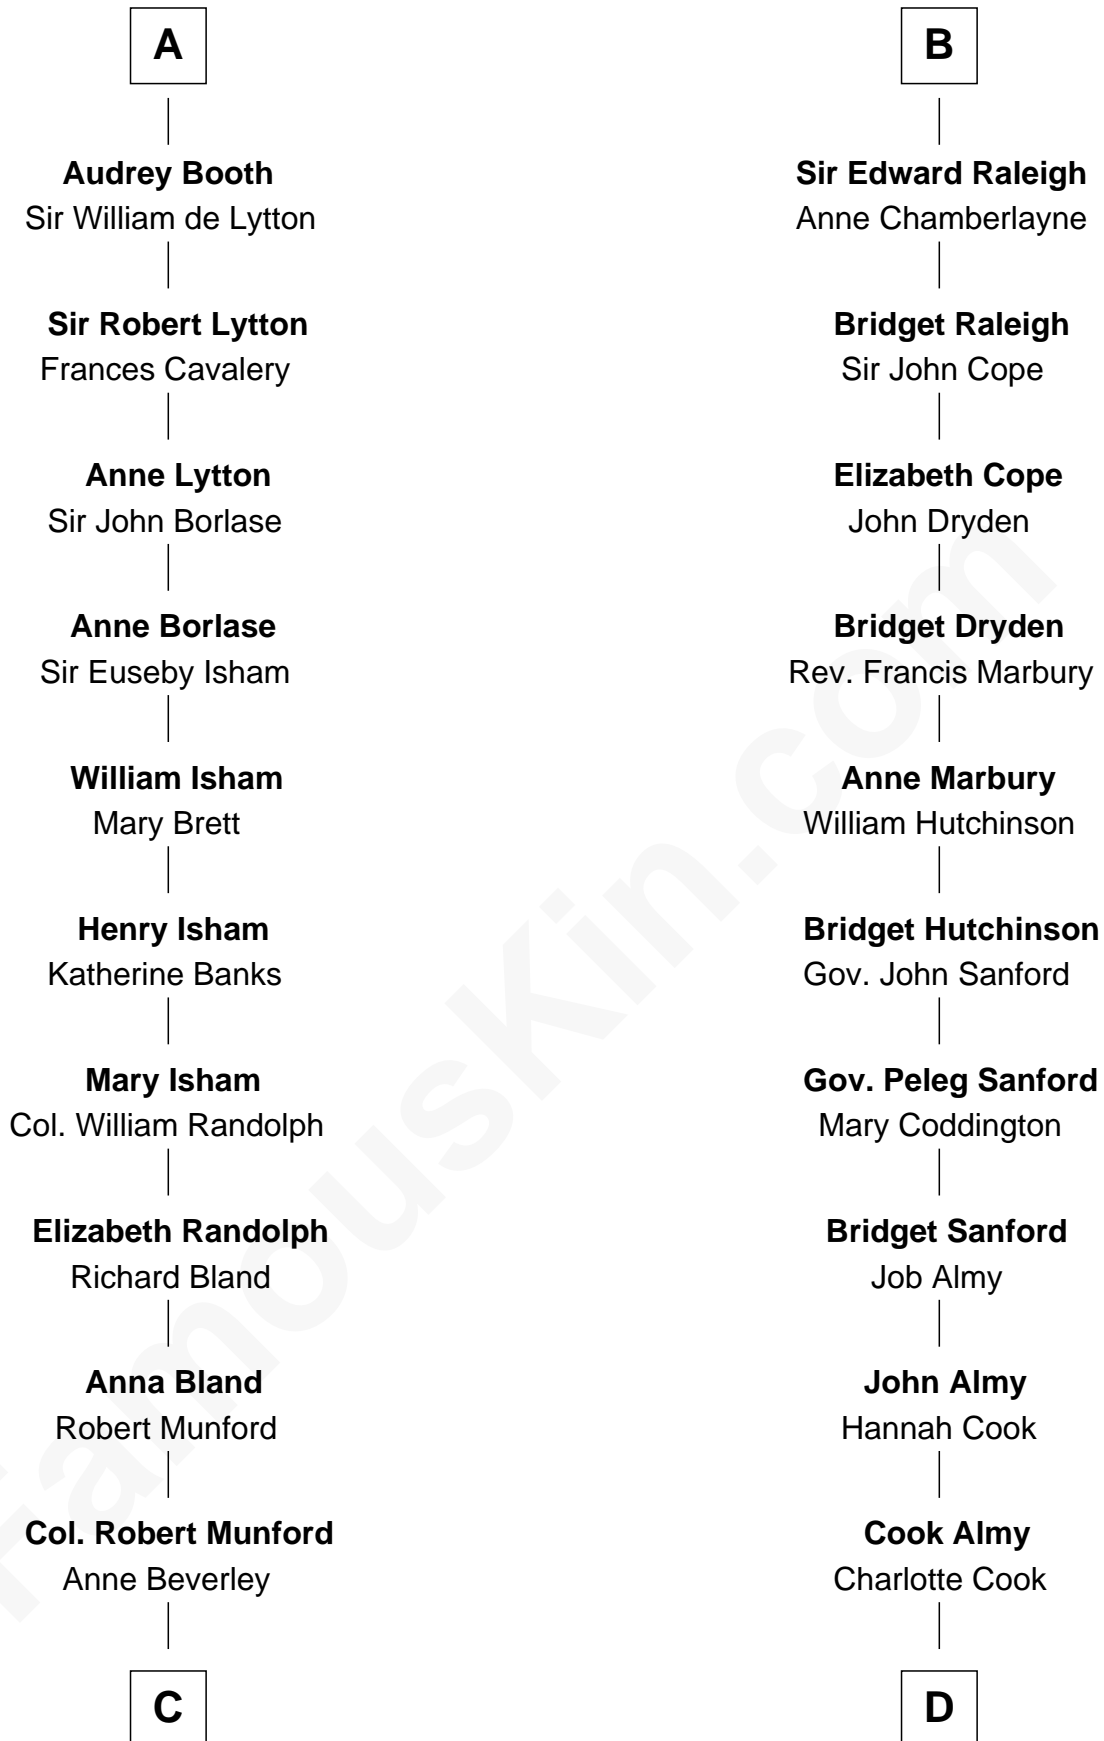 A
Audrey Booth
Sir William de Lytton
Sir Robert Lytton
Frances Cavalery
Anne Lytton
Sir John Borlase
Anne Borlase
Sir Euseby Isham
William Isham
Mary Brett
Henry Isham
Katherine Banks
Mary Isham
Col. William Randolph
Elizabeth Randolph
Richard Bland
Anna Bland
Robert Munford
Col. Robert Munford
Anne Beverley
C
B
Sir Edward Raleigh
Anne Chamberlayne
Bridget Raleigh
Sir John Cope
Elizabeth Cope
John Dryden
Bridget Dryden
Rev. Francis Marbury
Anne Marbury
William Hutchinson
Bridget Hutchinson
Gov. John Sanford
Gov. Peleg Sanford
Mary Coddington
Bridget Sanford
Job Almy
John Almy
Hannah Cook
Cook Almy
Charlotte Cook
D
FamousKin.com